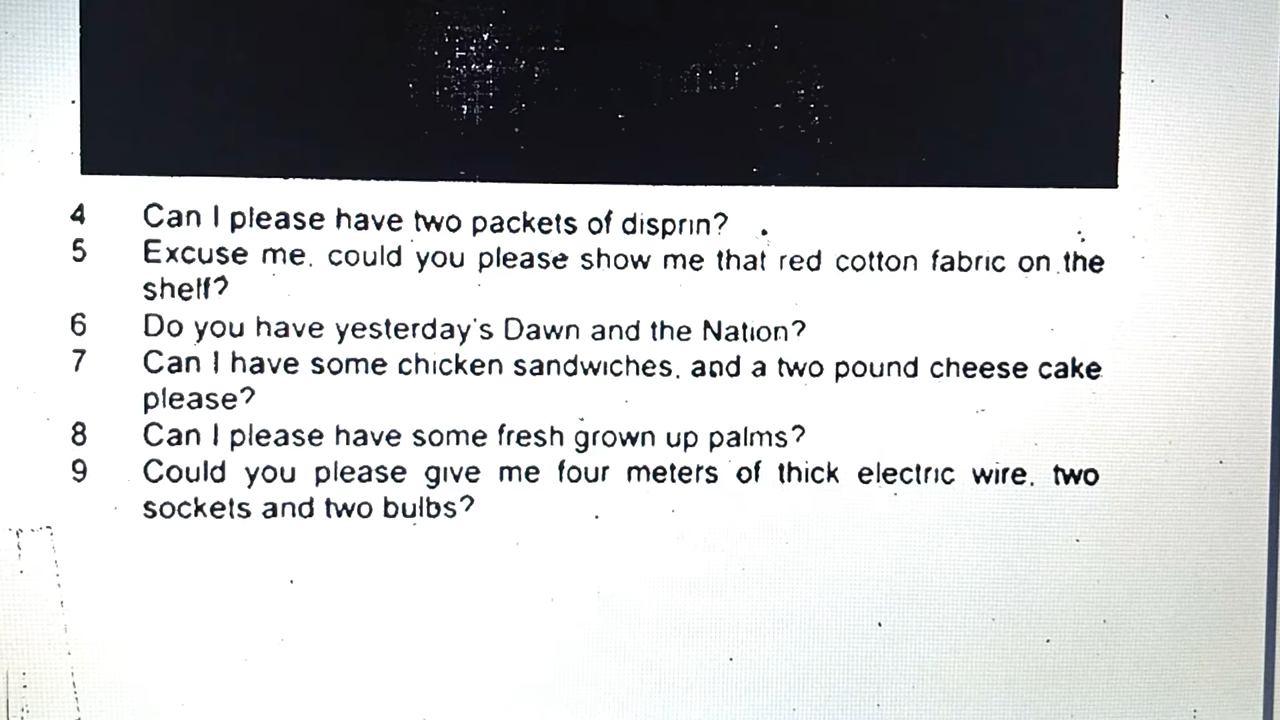 4 Can I please have two packets of disprin?
5 Excuse me, could you please show me that red cotton fabric on the
shelf?
6 Do you have yesterday's Dawn and the Nation?
7 Can I have some chicken sandwiches, and a two pound cheese cake
please?
8 Can I please have some fresh grown up palms?
9 Could you please give me four meters of thick electric wire, two
sockets and two bulbs?